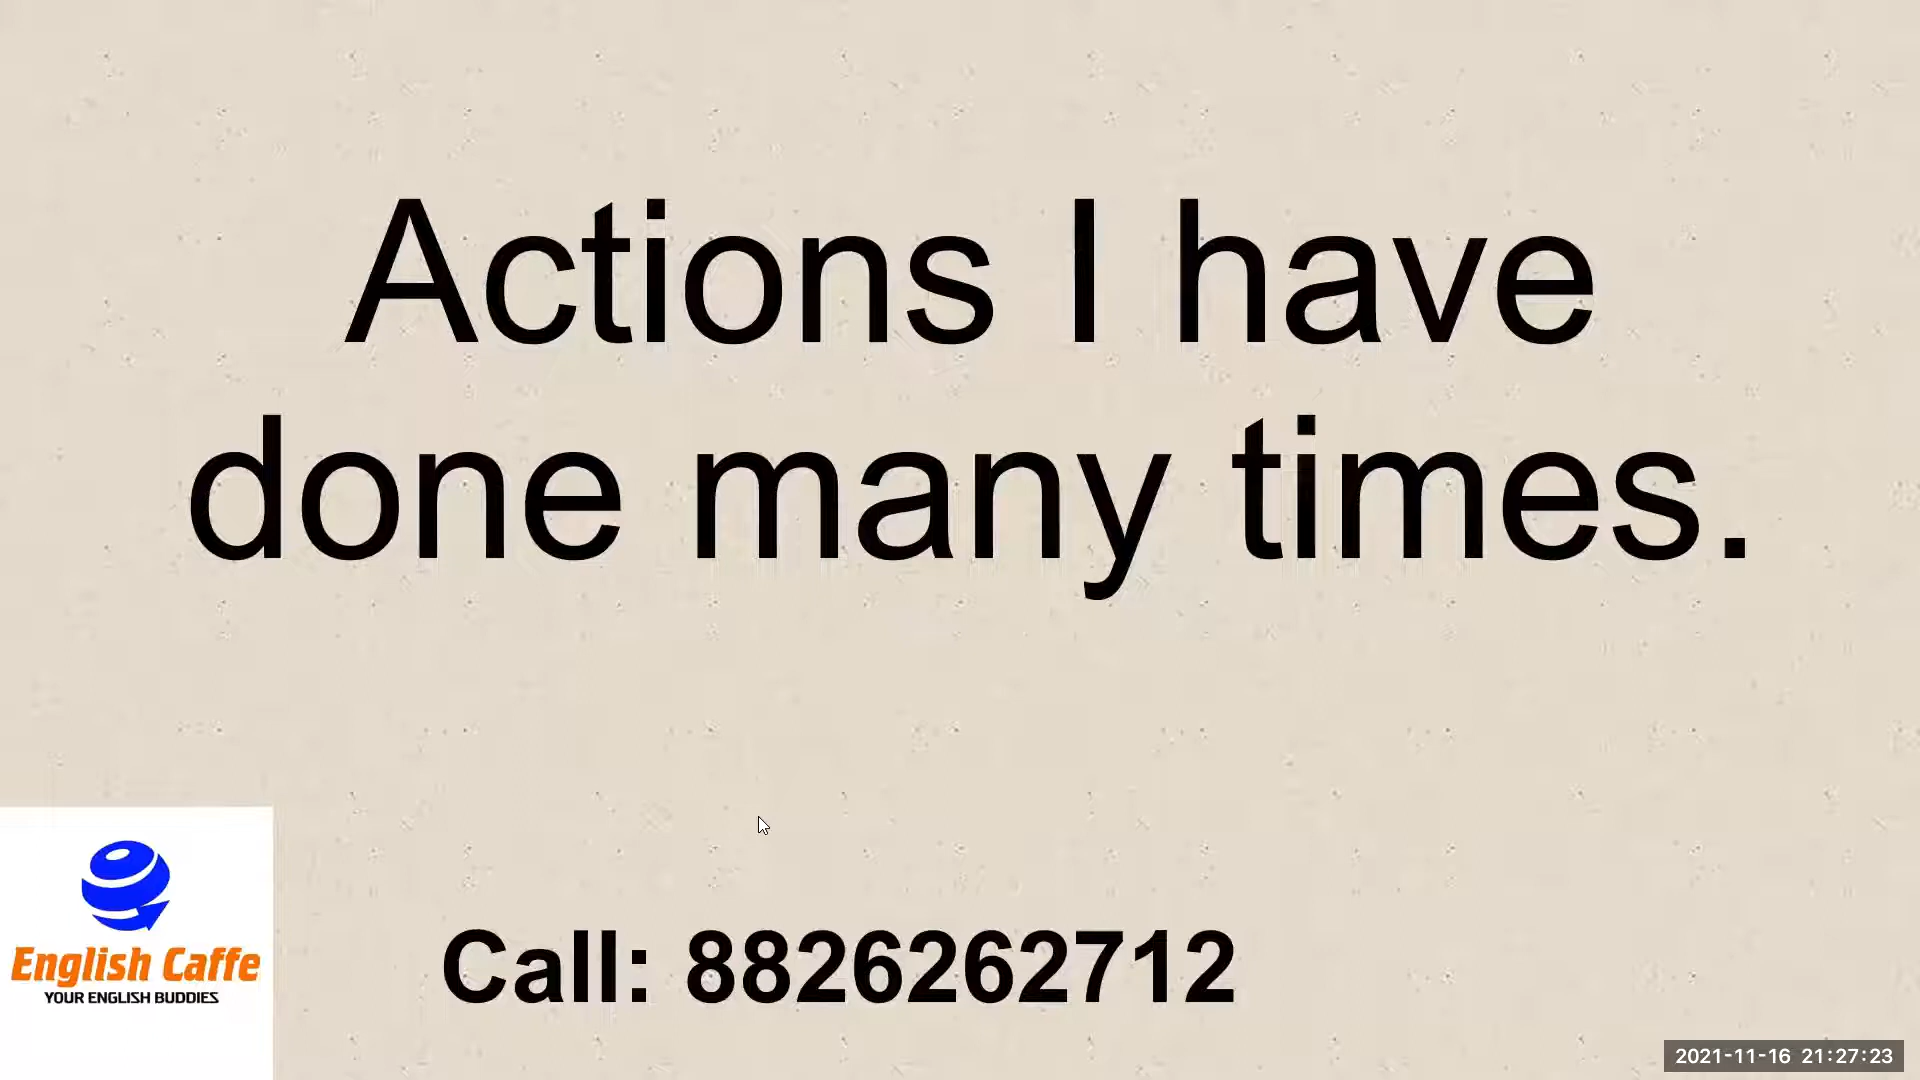 Actions I have
done many times.
Call: 8826262712
English Caffe
YOUR ENGLISH BUDDIES
2021-11-16 21:27:23